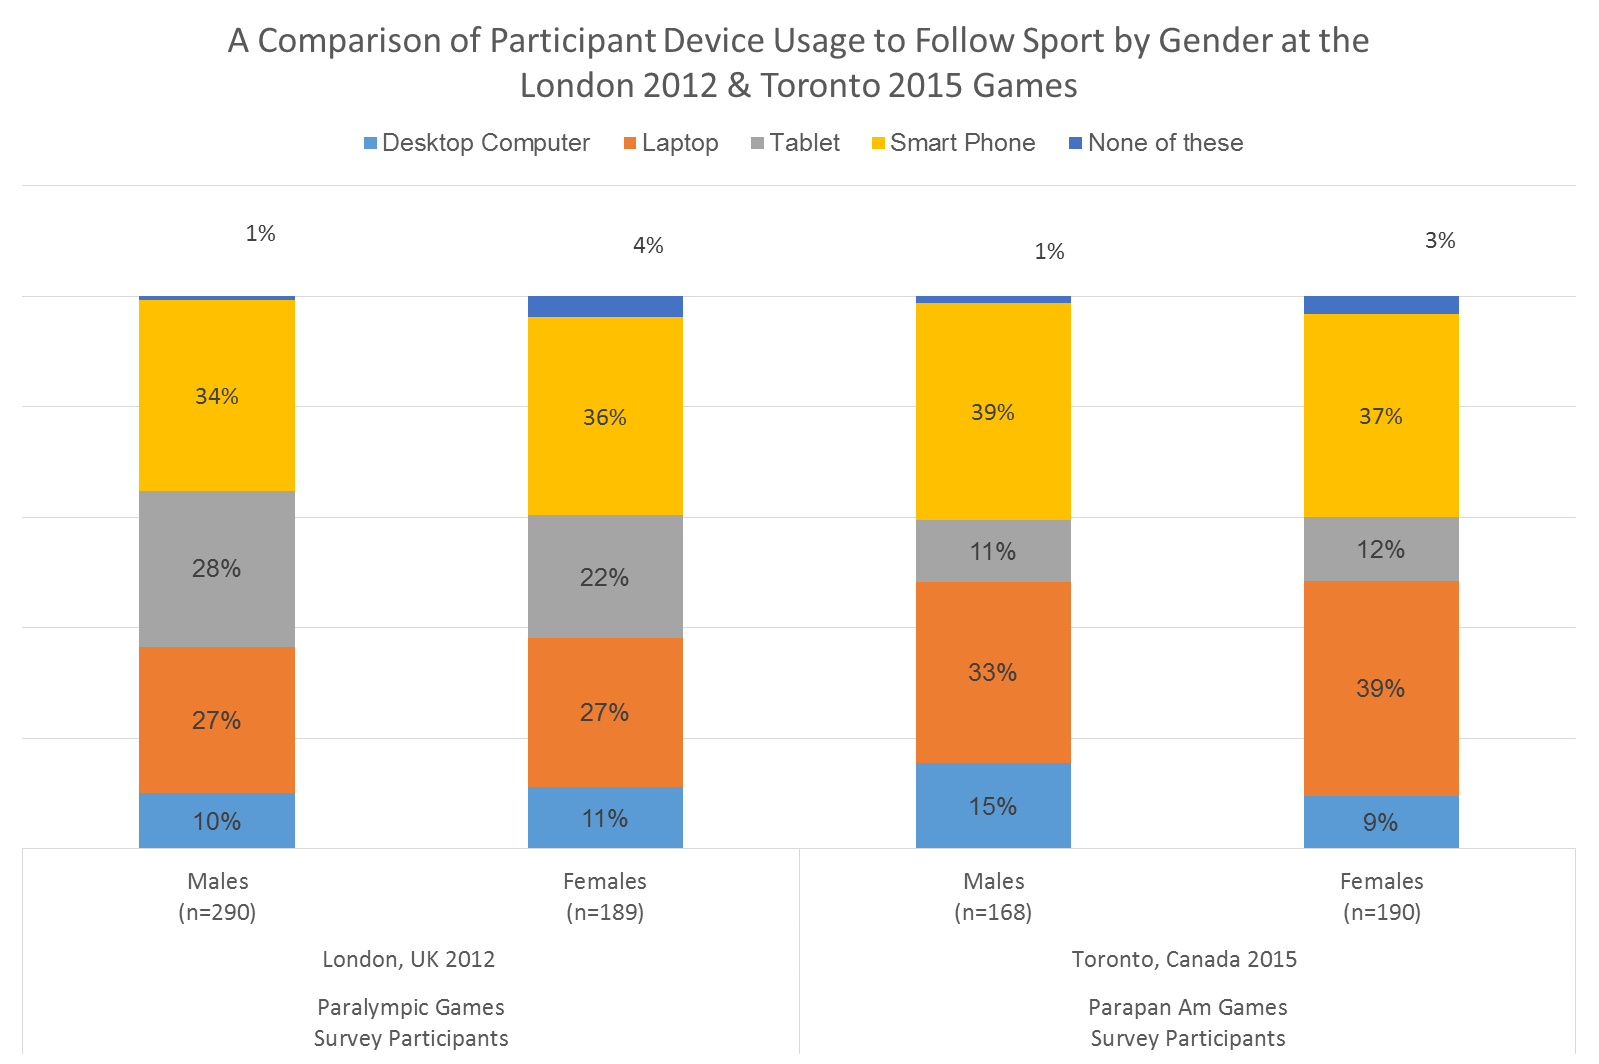 A Comparison of Participant Device Usage to Follow Sport by Gender at the
London 2012 & Toronto 2015 Games
Desktop Computer Laptop Tablet Smart Phone None of these
1% 4% 1% 3%
34% 36% 39% 37%
28% 22% 11% 12%
27% 27% 33% 39%
10% 11% 15% 9%
Males Females Males Females
(n=290) (n=189) (n=168) (n=190)
London, UK 2012 Toronto, Canada 2015
Paralympic Games Parapan Am Games
Survey Participants Survey Participants